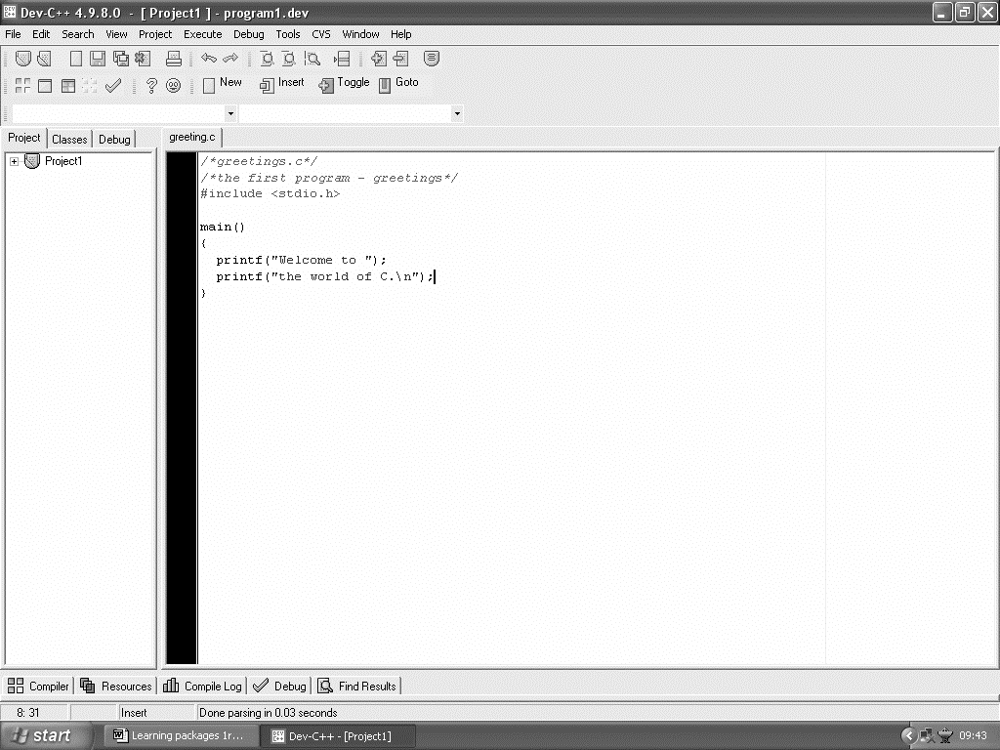 Dev-C++ 4.9.8.0 - [ Project1 ] - program1.dev
File Edit Search View Project Execute Debug Tools CVS Window Help
New Insert Toggle Goto
Project Classes Debug
greeting.c
Project1
/*greetings.c*/
/*the first program - greetings*/
#include <stdio.h>
main()
{
printf("Welcome to ");
printf("the world of C.\n");
}
Compiler Resources Compile Log Debug Find Results
8: 31 Insert Done parsing in 0.03 seconds
start Learning packages 1r... Dev-C++ - [Project1] 09:43